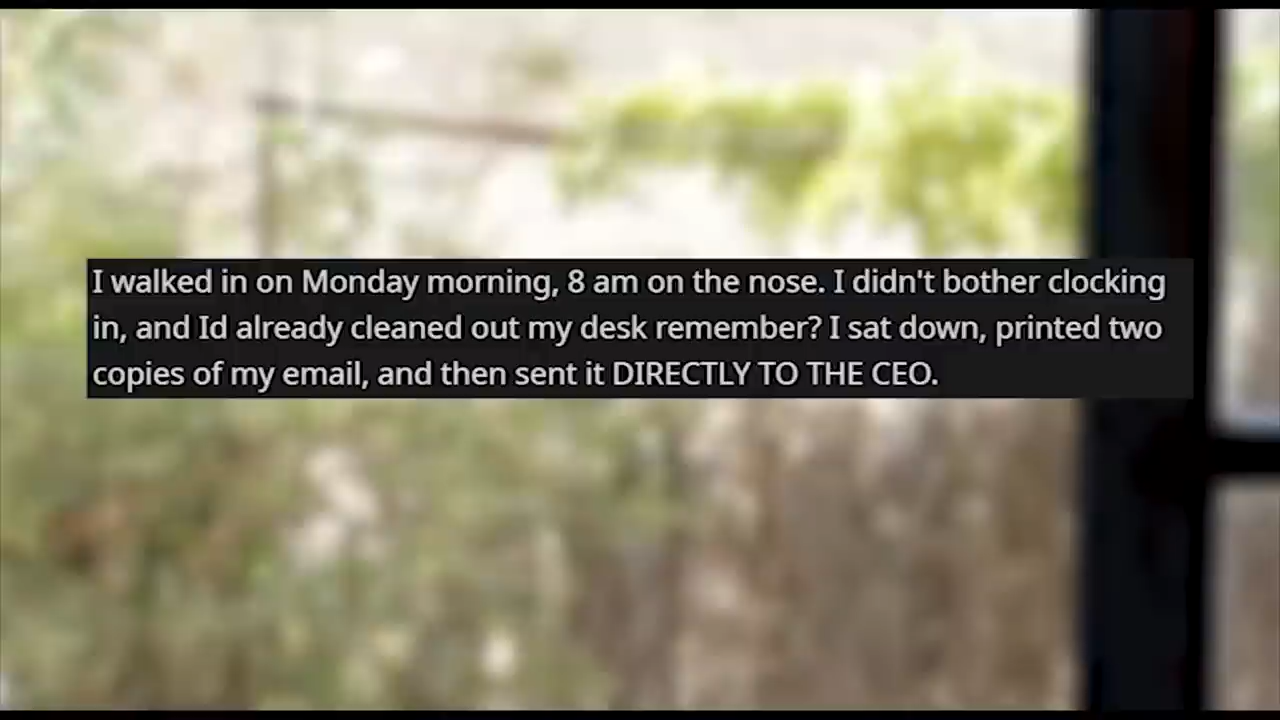 I walked in on Monday morning, 8 am on the nose. I didn't bother clocking
in, and Id already cleaned out my desk remember? I sat down, printed two
copies of my email, and then sent it DIRECTLY TO THE CEO.